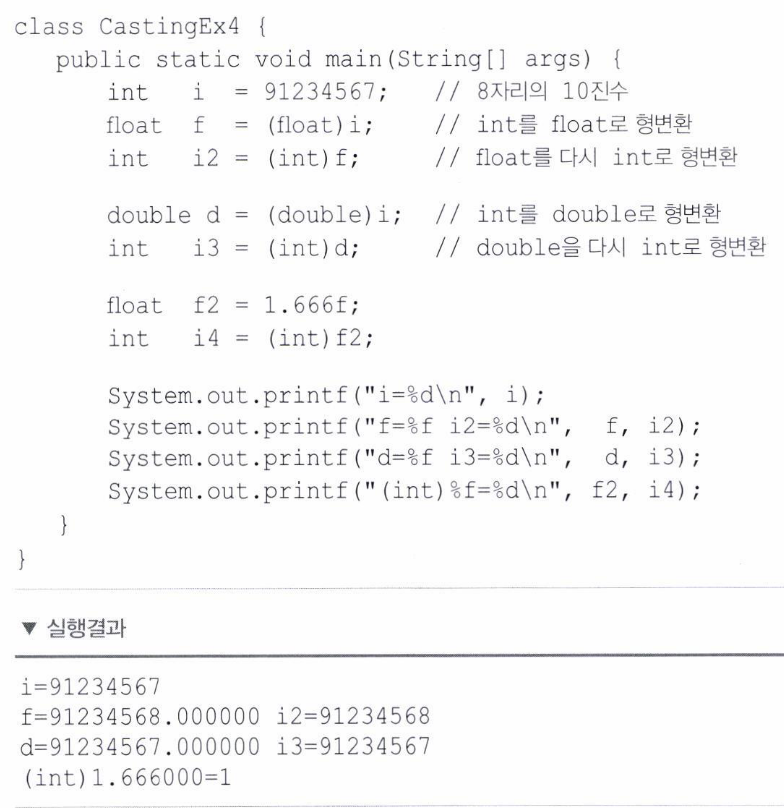 class CastingEx4 {
public static void main(String[] args) {
int i = 91234567; // 8자리의 10진수
float f = (float)i; // int를 float로 형변환
int i2 = (int)f; // float를 다시 int로 형변환
double d = (double)i; // int를 double로 형변환
int i3 = (int)d; // double을 다시 int로 형변환
float f2 = 1.666f;
int i4 = (int)f2;
System.out.printf("i=%d\n", i);
System.out.printf("f=%f i2=%d\n", f, i2);
System.out.printf("d=%f i3=%d\n", d, i3);
System.out.printf("(int)%f=%d\n", f2, i4);
}
}
▼ 실행결과
i=91234567
f=91234568.000000 i2=91234568
d=91234567.000000 i3=91234567
(int)1.666000=1